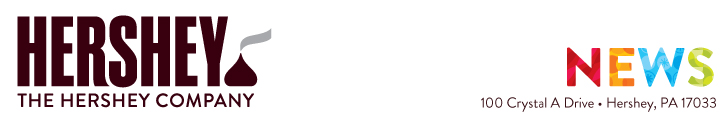 HERSHEY
THE HERSHEY COMPANY
NEWS
100 Crystal A Drive • Hershey, PA 17033